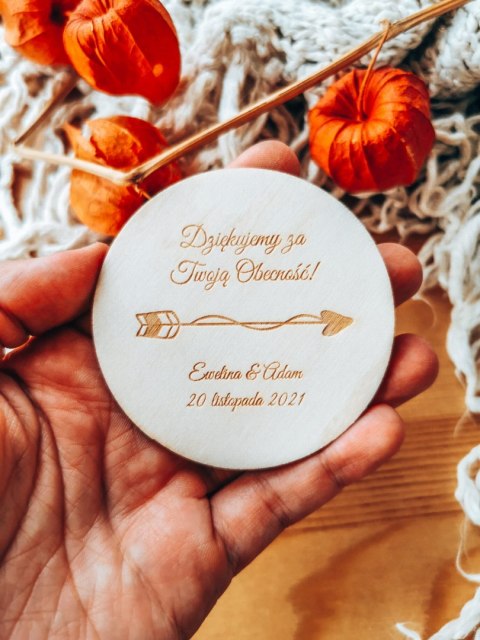 Dziękujemy za
Twoją Obecność!
Ewelina & Adam
20 listopada 2021